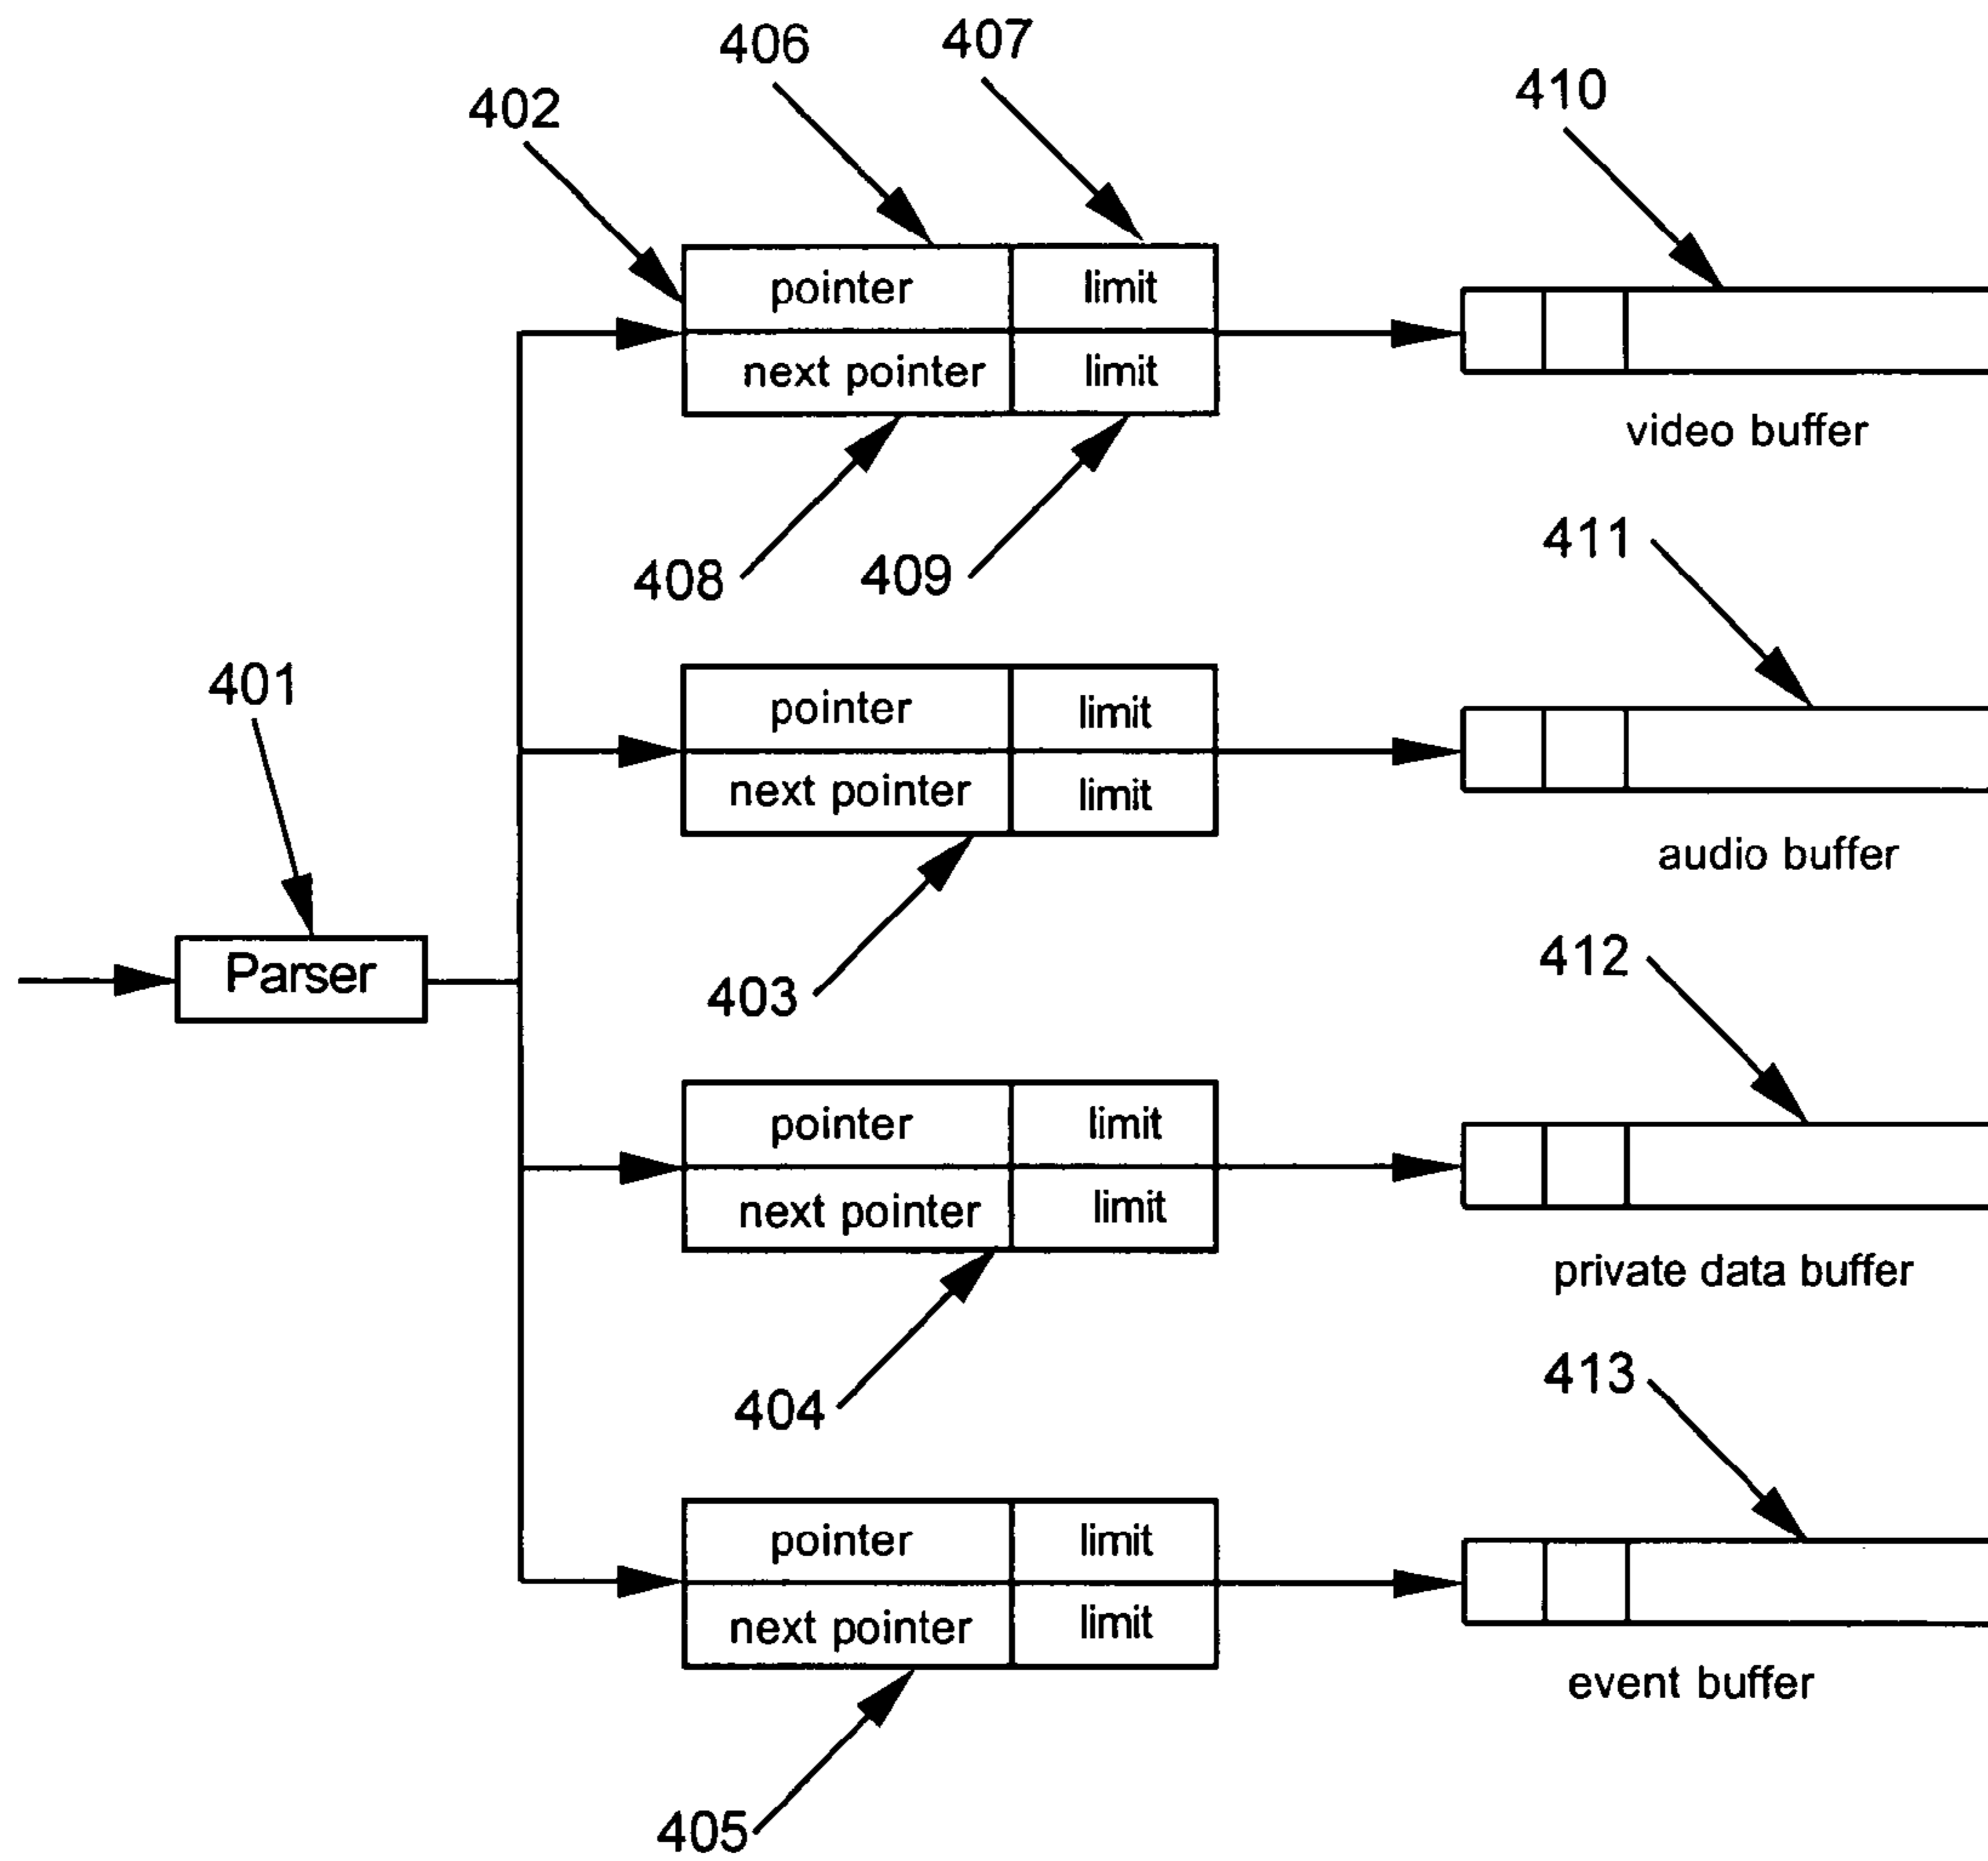 406
407
402
410
pointer
limit
next pointer
limit
video buffer
408
409
411
401
pointer
limit
next pointer
limit
audio buffer
412
Parser
403
pointer
limit
next pointer
limit
private data buffer
404
413
pointer
limit
next pointer
limit
event buffer
405